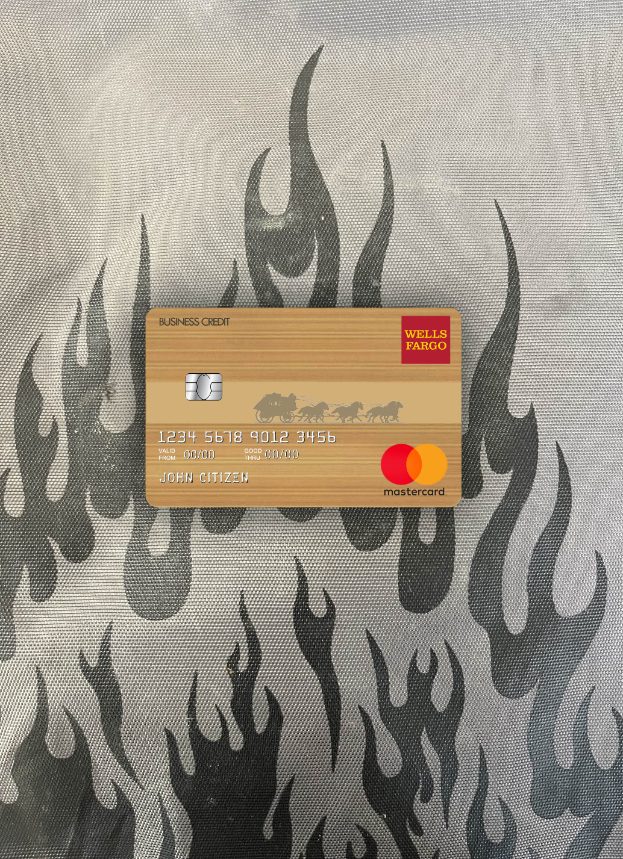 BUSINESS CREDIT
WELLS
FARGO
1234 5678 9012 3456
VALID
FROM 00/00
GOOD
THRU 00/00
JOHN CITIZEN
mastercard